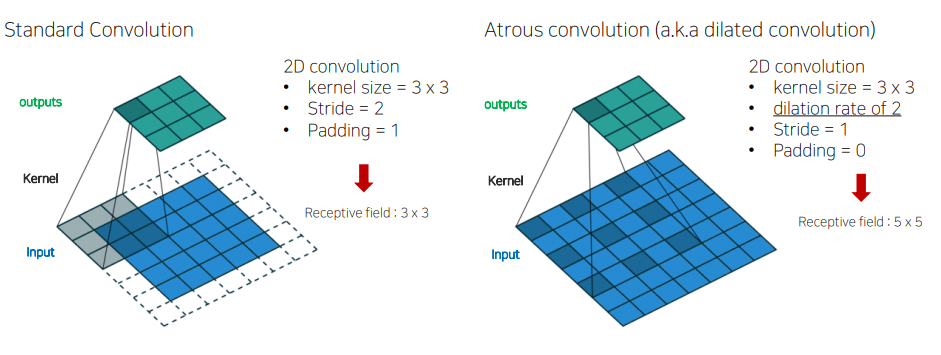 Standard Convolution
outputs
Kernel
Input
2D convolution
• kernel size = 3 x 3
• Stride = 2
• Padding = 1
Receptive field : 3 x 3
Atrous convolution (a.k.a dilated convolution)
outputs
Kernel
Input
2D convolution
• kernel size = 3 x 3
• dilation rate of 2
• Stride = 1
• Padding = 0
Receptive field : 5 x 5